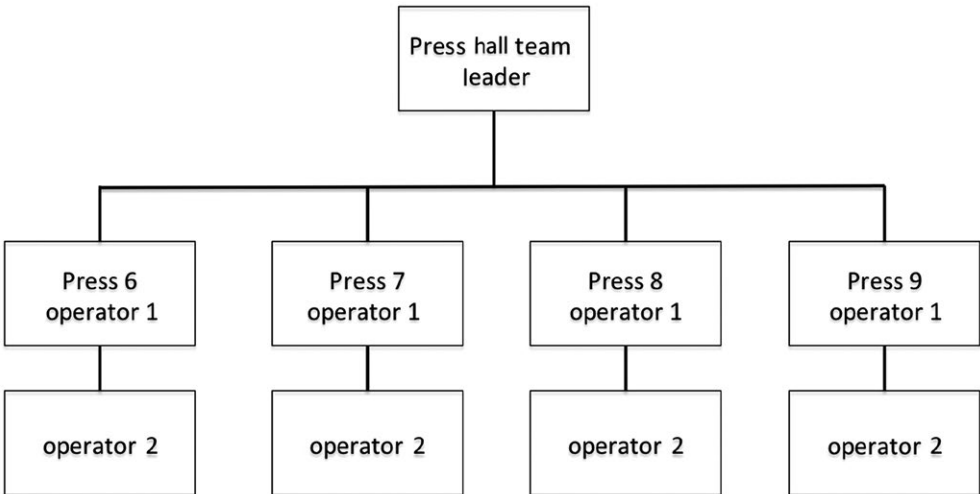 Press hall team
leader
Press 6
operator 1
Press 7
operator 1
Press 8
operator 1
Press 9
operator 1
operator 2
operator 2
operator 2
operator 2